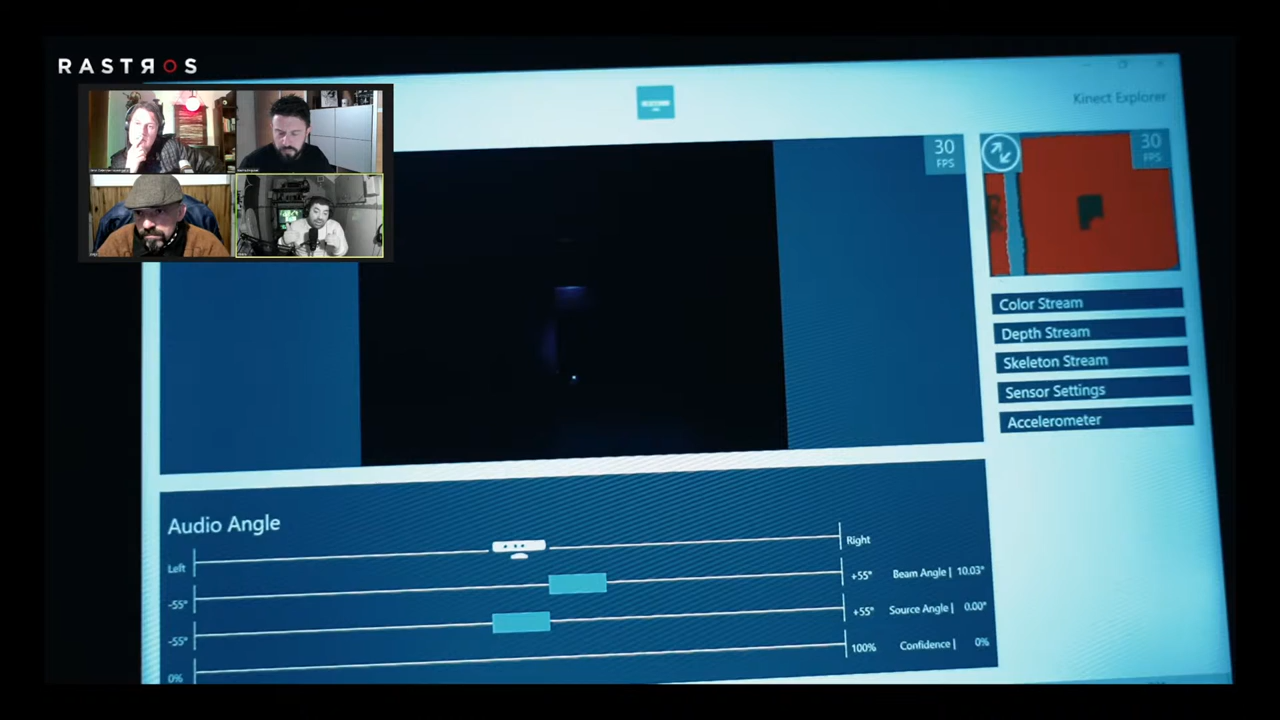 RASTROS
Kinect Explorer
30
FPS
30
FPS
Color Stream
Depth Stream
Skeleton Stream
Sensor Settings
Accelerometer
Audio Angle
Left
Right
-55°
+55°
Beam Angle | 10.03°
-55°
+55°
Source Angle | 0.00°
0%
100%
Confidence | 0%